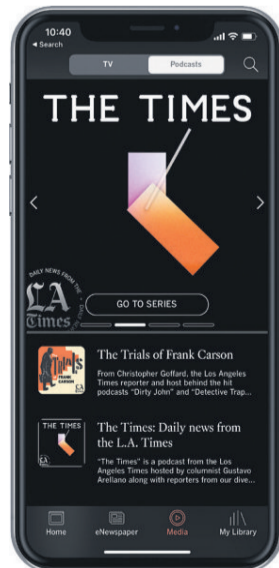 10:40
◀ Search
TV
Podcasts
THE TIMES
DAILY NEWS FROM THE
LA
Times
GO TO SERIES
The Trials of Frank Carson
From Christopher Goffard, the Los Angeles
Times reporter and host behind the hit
podcasts "Dirty John" and "Detective Trap...
Trials
FRANK
CARSON
The Times: Daily news from
the L.A. Times
THE TIMES
"The Times" is a podcast from the Los
Angeles Times hosted by columnist Gustavo
Arellano along with reporters from our dive...
Home
eNewspaper
Media
My Library